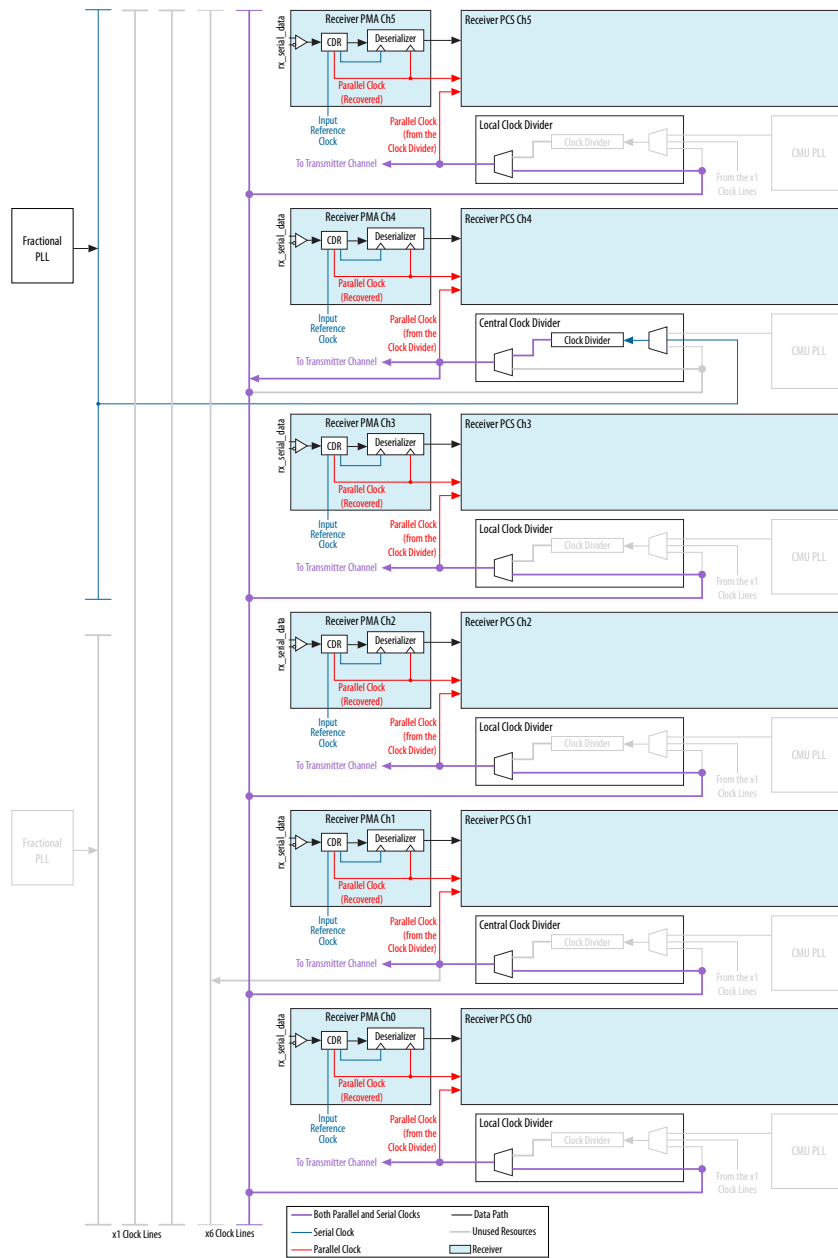 Receiver PMA Ch5
Receiver PCS Ch5
rx_serial_data
CDR
Deserializer
Parallel Clock
(Recovered)
Input
Reference
Clock
Parallel Clock
(from the
Clock Divider)
To Transmitter Channel
Local Clock Divider
Clock Divider
CMU PLL
From the x1
Clock Lines
Fractional
PLL
Receiver PMA Ch4
Receiver PCS Ch4
rx_serial_data
CDR
Deserializer
Parallel Clock
(Recovered)
Input
Reference
Clock
Parallel Clock
(from the
Clock Divider)
To Transmitter Channel
Central Clock Divider
Clock Divider
CMU PLL
Receiver PMA Ch3
Receiver PCS Ch3
rx_serial_data
CDR
Deserializer
Parallel Clock
(Recovered)
Input
Reference
Clock
Parallel Clock
(from the
Clock Divider)
To Transmitter Channel
Local Clock Divider
Clock Divider
CMU PLL
From the x1
Clock Lines
Receiver PMA Ch2
Receiver PCS Ch2
rx_serial_data
CDR
Deserializer
Parallel Clock
(Recovered)
Input
Reference
Clock
Parallel Clock
(from the
Clock Divider)
To Transmitter Channel
Local Clock Divider
Clock Divider
CMU PLL
From the x1
Clock Lines
Fractional
PLL
Receiver PMA Ch1
Receiver PCS Ch1
rx_serial_data
CDR
Deserializer
Parallel Clock
(Recovered)
Input
Reference
Clock
Parallel Clock
(from the
Clock Divider)
To Transmitter Channel
Central Clock Divider
Clock Divider
CMU PLL
From the x1
Clock Lines
Receiver PMA Ch0
Receiver PCS Ch0
rx_serial_data
CDR
Deserializer
Parallel Clock
(Recovered)
Input
Reference
Clock
Parallel Clock
(from the
Clock Divider)
To Transmitter Channel
Local Clock Divider
Clock Divider
CMU PLL
From the x1
Clock Lines
x1 Clock Lines
x6 Clock Lines
Both Parallel and Serial Clocks
Data Path
Serial Clock
Unused Resources
Parallel Clock
Receiver